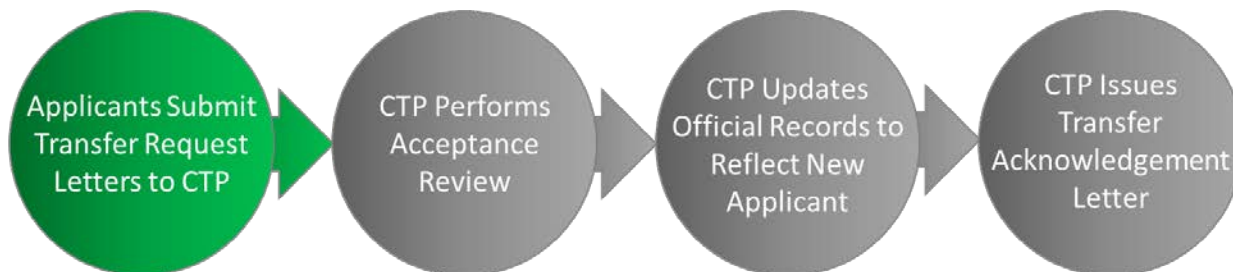 Applicants Submit
Transfer Request
Letters to CTP
CTP Performs
Acceptance
Review
CTP Updates
Official Records to
Reflect New
Applicant
CTP Issues
Transfer
Acknowledgement
Letter